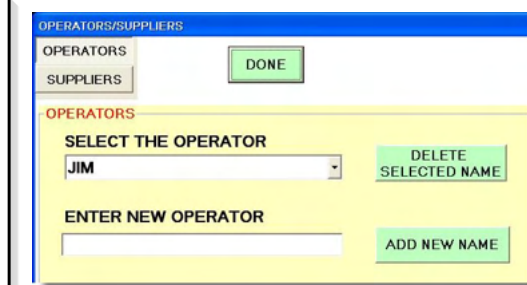 OPERATORS/SUPPLIERS
OPERATORS
SUPPLIERS
DONE
OPERATORS
SELECT THE OPERATOR
JIM
DELETE
SELECTED NAME
ENTER NEW OPERATOR
ADD NEW NAME